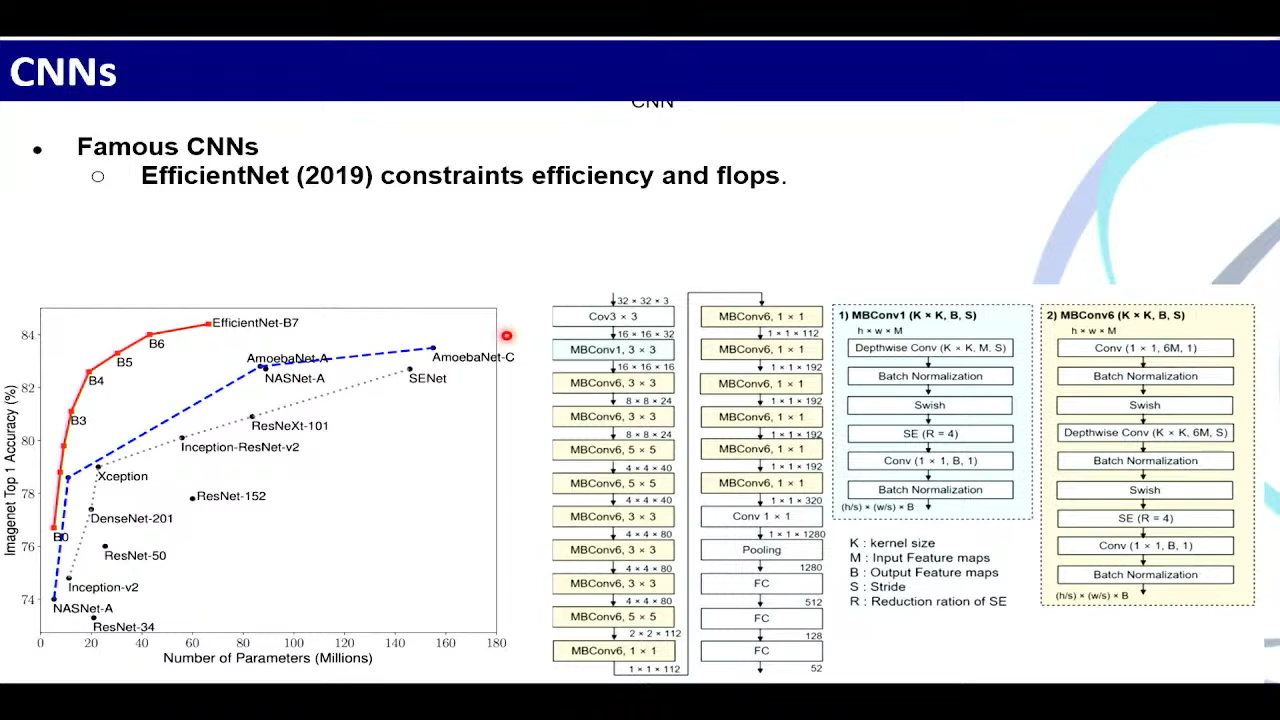 CNNs
CNN
• Famous CNNs
○ EfficientNet (2019) constraints efficiency and flops.
84
82
80
78
76
74
0 20 40 60 80 100 120 140 160 180
Imagenet Top 1 Accuracy (%)
Number of Parameters (Millions)
EfficientNet-B7
B6
B5
B4
B3
B0
AmoebaNet-A
AmoebaNet-C
NASNet-A
SENet
ResNeXt-101
Inception-ResNet-v2
Xception
ResNet-152
DenseNet-201
ResNet-50
Inception-v2
NASNet-A
ResNet-34
32 × 32 × 3
Cov3 × 3
16 × 16 × 32
MBConv1, 3 × 3
16 × 16 × 16
MBConv6, 3 × 3
8 × 8 × 24
MBConv6, 3 × 3
8 × 8 × 24
MBConv6, 5 × 5
4 × 4 × 40
MBConv6, 5 × 5
4 × 4 × 40
MBConv6, 3 × 3
4 × 4 × 80
MBConv6, 3 × 3
4 × 4 × 80
MBConv6, 3 × 3
4 × 4 × 80
MBConv6, 5 × 5
2 × 2 × 112
MBConv6, 1 × 1
1 × 1 × 112
MBConv6, 1 × 1
1 × 1 × 112
MBConv6, 1 × 1
1 × 1 × 192
MBConv6, 1 × 1
1 × 1 × 192
MBConv6, 1 × 1
1 × 1 × 192
MBConv6, 1 × 1
1 × 1 × 192
MBConv6, 1 × 1
1 × 1 × 320
Conv 1 × 1
1 × 1 × 1280
Pooling
1280
FC
512
FC
128
FC
52
1) MBConv1 (K × K, B, S)
h × w × M
Depthwise Conv (K × K, M, S)
Batch Normalization
Swish
SE (R = 4)
Conv (1 × 1, B, 1)
Batch Normalization
(h/s) × (w/s) × B
K : kernel size
M : Input Feature maps
B : Output Feature maps
S : Stride
R : Reduction ration of SE
2) MBConv6 (K × K, B, S)
h × w × M
Conv (1 × 1, 6M, 1)
Batch Normalization
Swish
Depthwise Conv (K × K, 6M, S)
Batch Normalization
Swish
SE (R = 4)
Conv (1 × 1, B, 1)
Batch Normalization
(h/s) × (w/s) × B